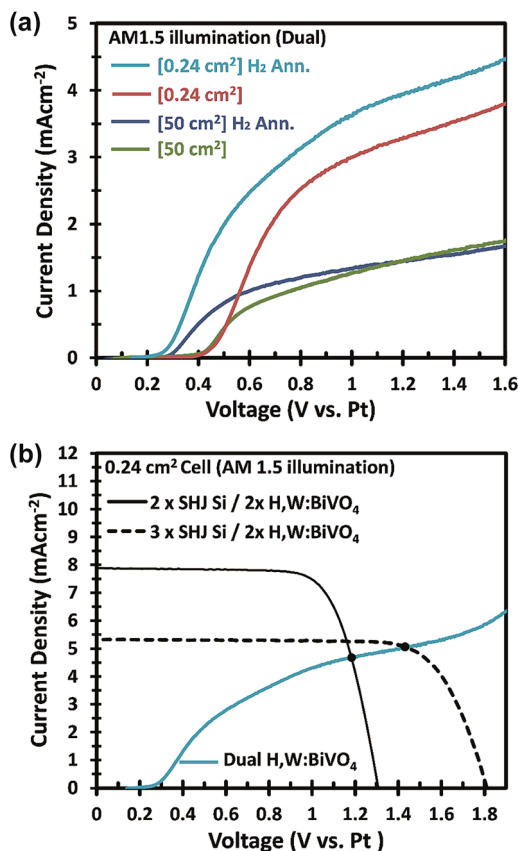 (a)
AM1.5 illumination (Dual)
[0.24 cm²] H₂ Ann.
[0.24 cm²]
[50 cm²] H₂ Ann.
[50 cm²]
Current Density (mAcm⁻²)
5
4
3
2
1
0
0 0.2 0.4 0.6 0.8 1 1.2 1.4 1.6
Voltage (V vs. Pt)
(b)
0.24 cm² Cell (AM 1.5 illumination)
2 x SHJ Si / 2x H,W:BiVO₄
3 x SHJ Si / 2x H,W:BiVO₄
Dual H,W:BiVO₄
Current Density (mAcm⁻²)
12
11
10
9
8
7
6
5
4
3
2
1
0
0 0.2 0.4 0.6 0.8 1 1.2 1.4 1.6 1.8
Voltage (V vs. Pt)